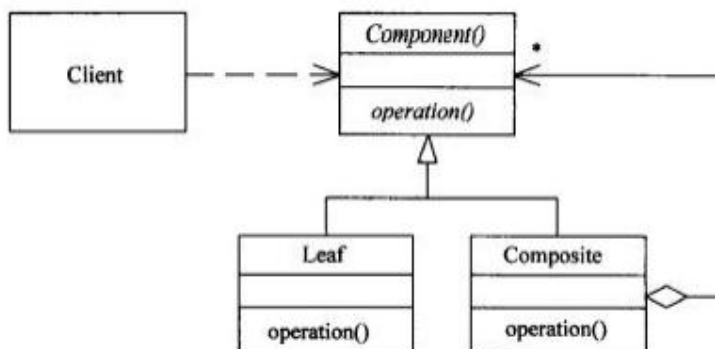 Component()
*
Client
operation()
Leaf
Composite
operation()
operation()